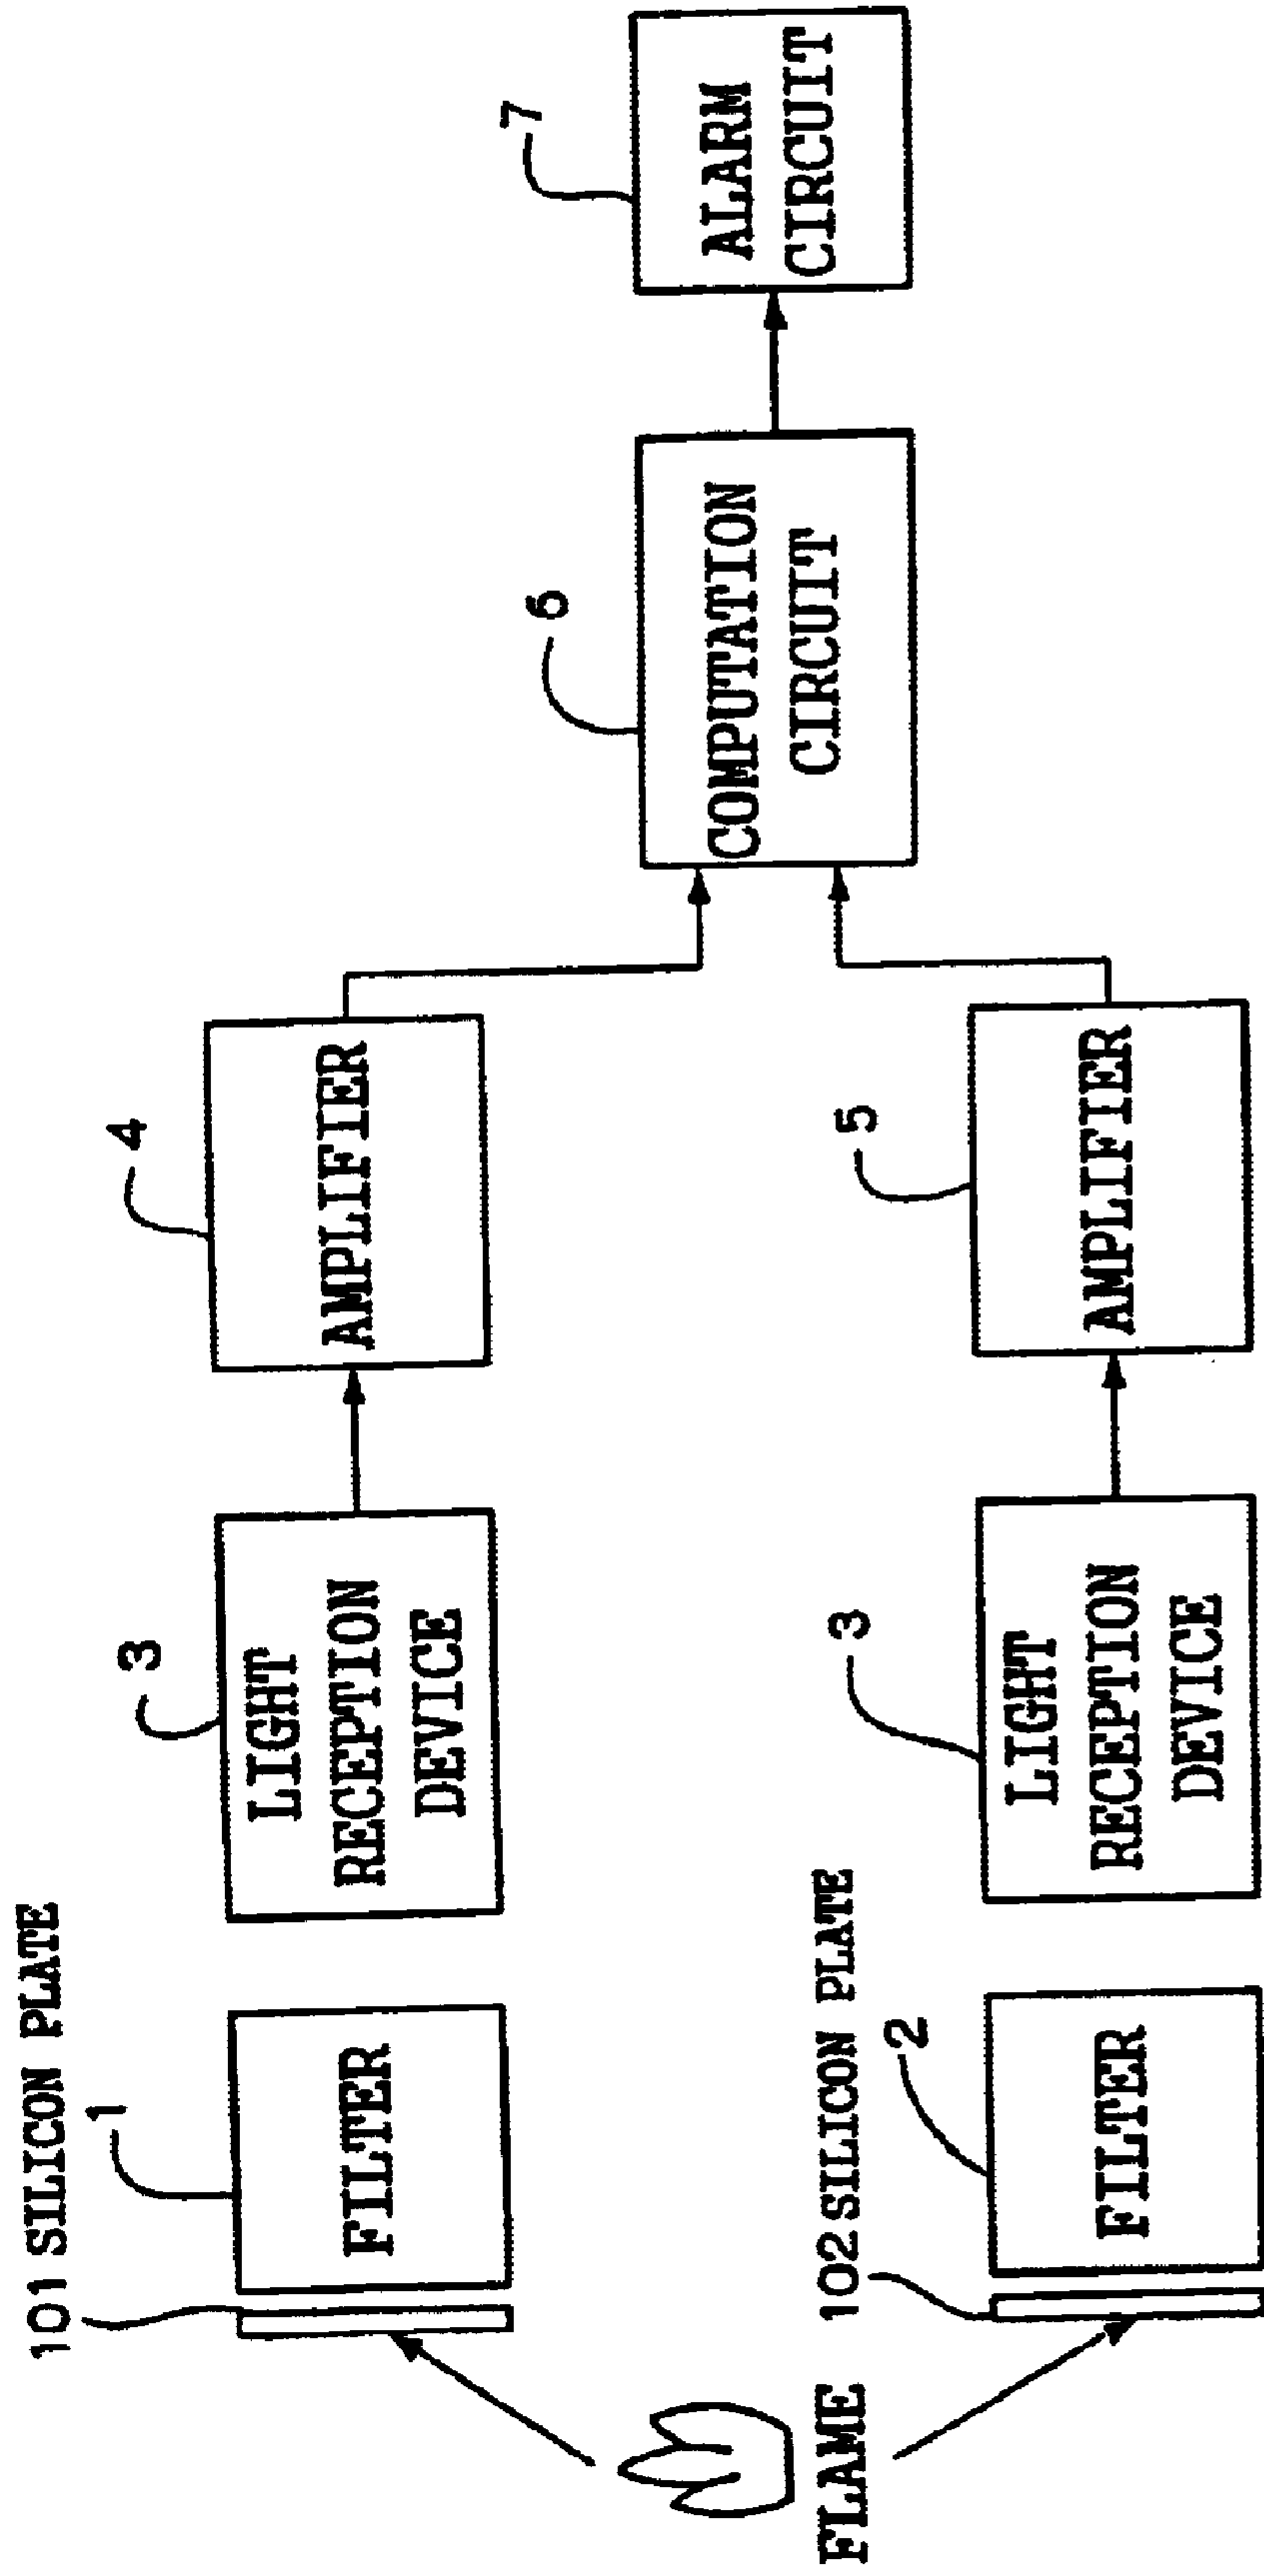 101 SILICON PLATE
1
FILTER
3
LIGHT
RECEPTION
DEVICE
4
AMPLIFIER
FLAME
102 SILICON PLATE
2
FILTER
3
LIGHT
RECEPTION
DEVICE
5
AMPLIFIER
6
COMPUTATION
CIRCUIT
7
ALARM
CIRCUIT